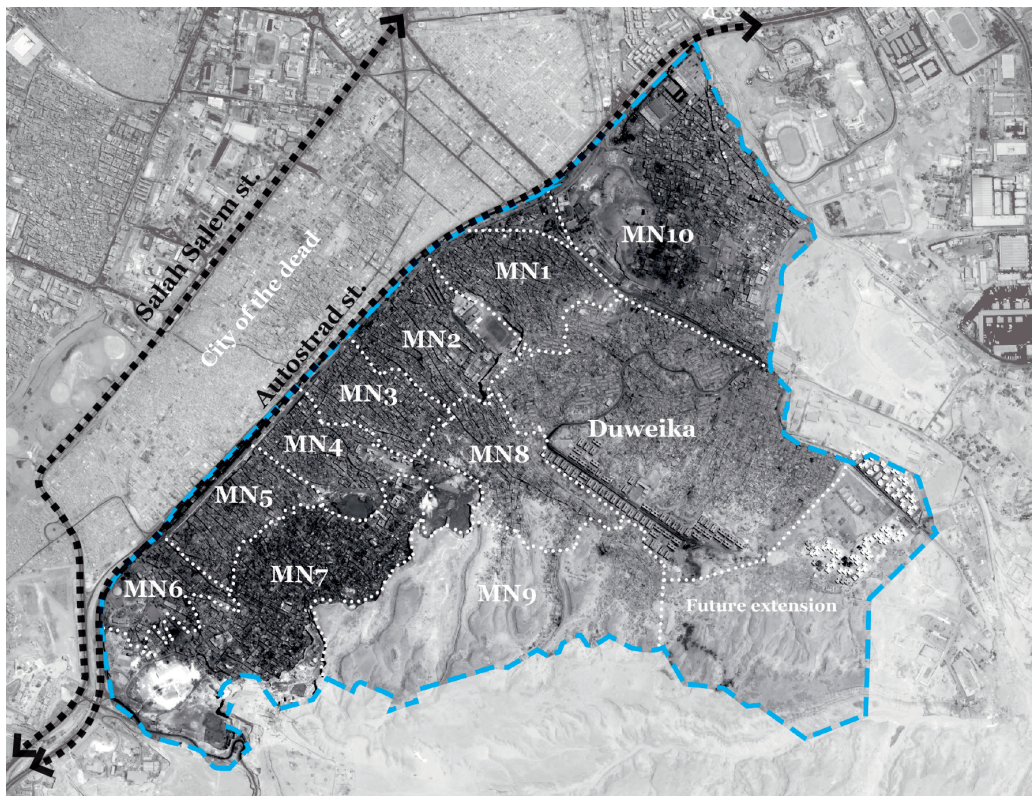 Salah Salem st.
City of the dead
Autostrad st.
MN10
MN1
MN2
MN3
MN8
Duweika
MN4
MN5
MN7
MN6
MN9
Future extension